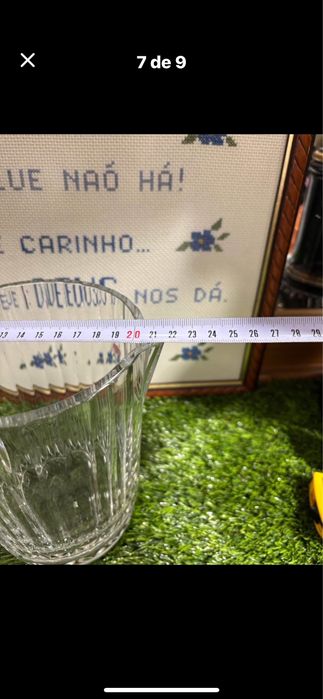 7 de 9
LUE NAÓ HÁ!
E CARINHO...
NOS DÁ.
13 14 15 16 17 18 19 20 21 22 23 24 25 26 27 28 29